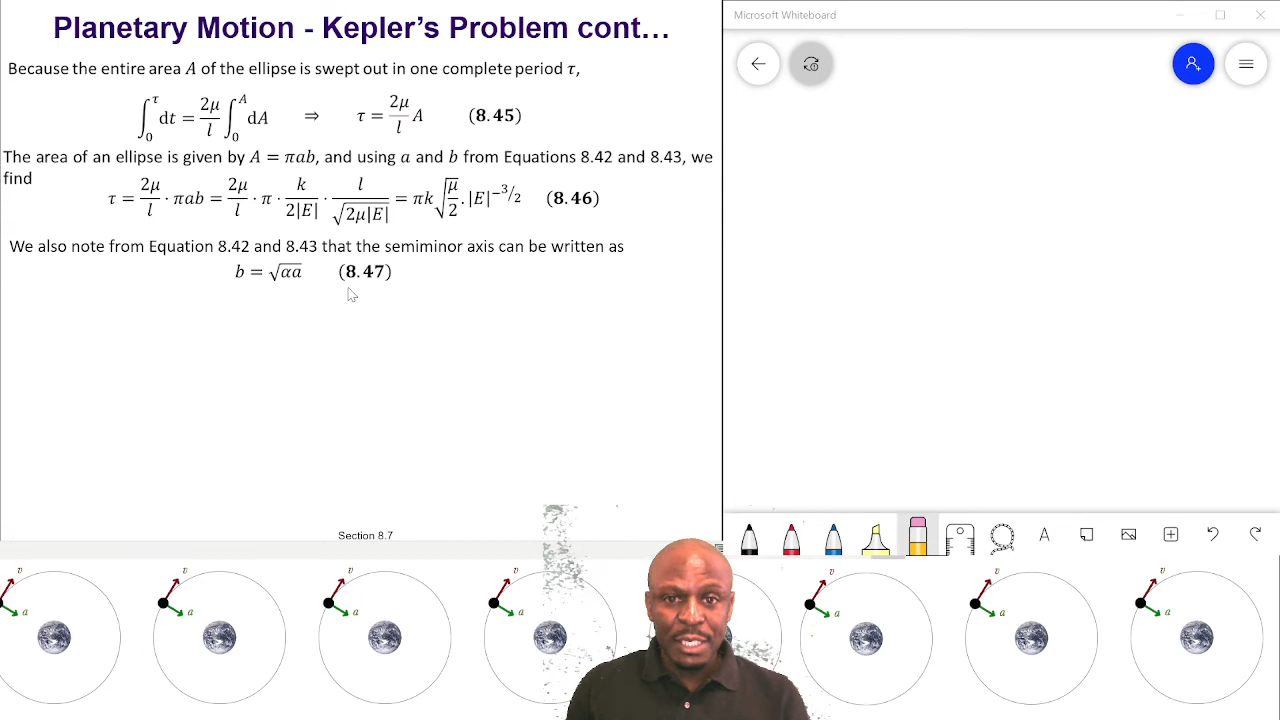 Planetary Motion - Kepler's Problem cont…
Because the entire area A of the ellipse is swept out in one complete period τ,
∫₀^τ dt = 2μ/l ∫₀^A dA ⇒ τ = 2μ/l A (8.45)
The area of an ellipse is given by A = πab, and using a and b from Equations 8.42 and 8.43, we
find
τ = 2μ/l · πab = 2μ/l · π · k/2|E| · l/√(2μ|E|) = πk√(μ/2) . |E|^(−3/2) (8.46)
We also note from Equation 8.42 and 8.43 that the semiminor axis can be written as
b = √(αa) (8.47)
Section 8.7
Microsoft Whiteboard
A
v
a
v
a
v
a
v
a
v
a
v
a
v
a